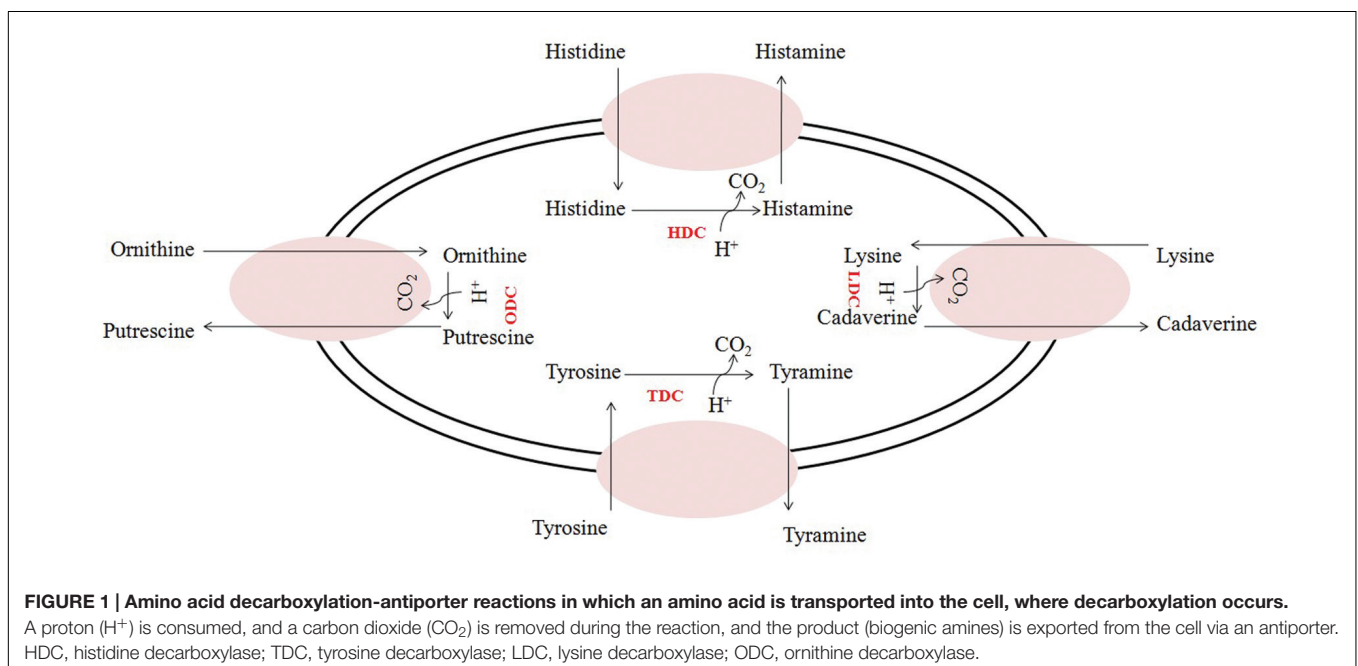 Histidine
Histamine
CO₂
Histidine
Histamine
HDC
H⁺
Ornithine
Ornithine
CO₂
H⁺
ODC
Putrescine
Putrescine
Lysine
Lysine
LDC
H⁺
CO₂
Cadaverine
Cadaverine
CO₂
Tyrosine
Tyramine
TDC
H⁺
Tyrosine
Tyramine
FIGURE 1 | Amino acid decarboxylation-antiporter reactions in which an amino acid is transported into the cell, where decarboxylation occurs.
A proton (H⁺) is consumed, and a carbon dioxide (CO₂) is removed during the reaction, and the product (biogenic amines) is exported from the cell via an antiporter.
HDC, histidine decarboxylase; TDC, tyrosine decarboxylase; LDC, lysine decarboxylase; ODC, ornithine decarboxylase.